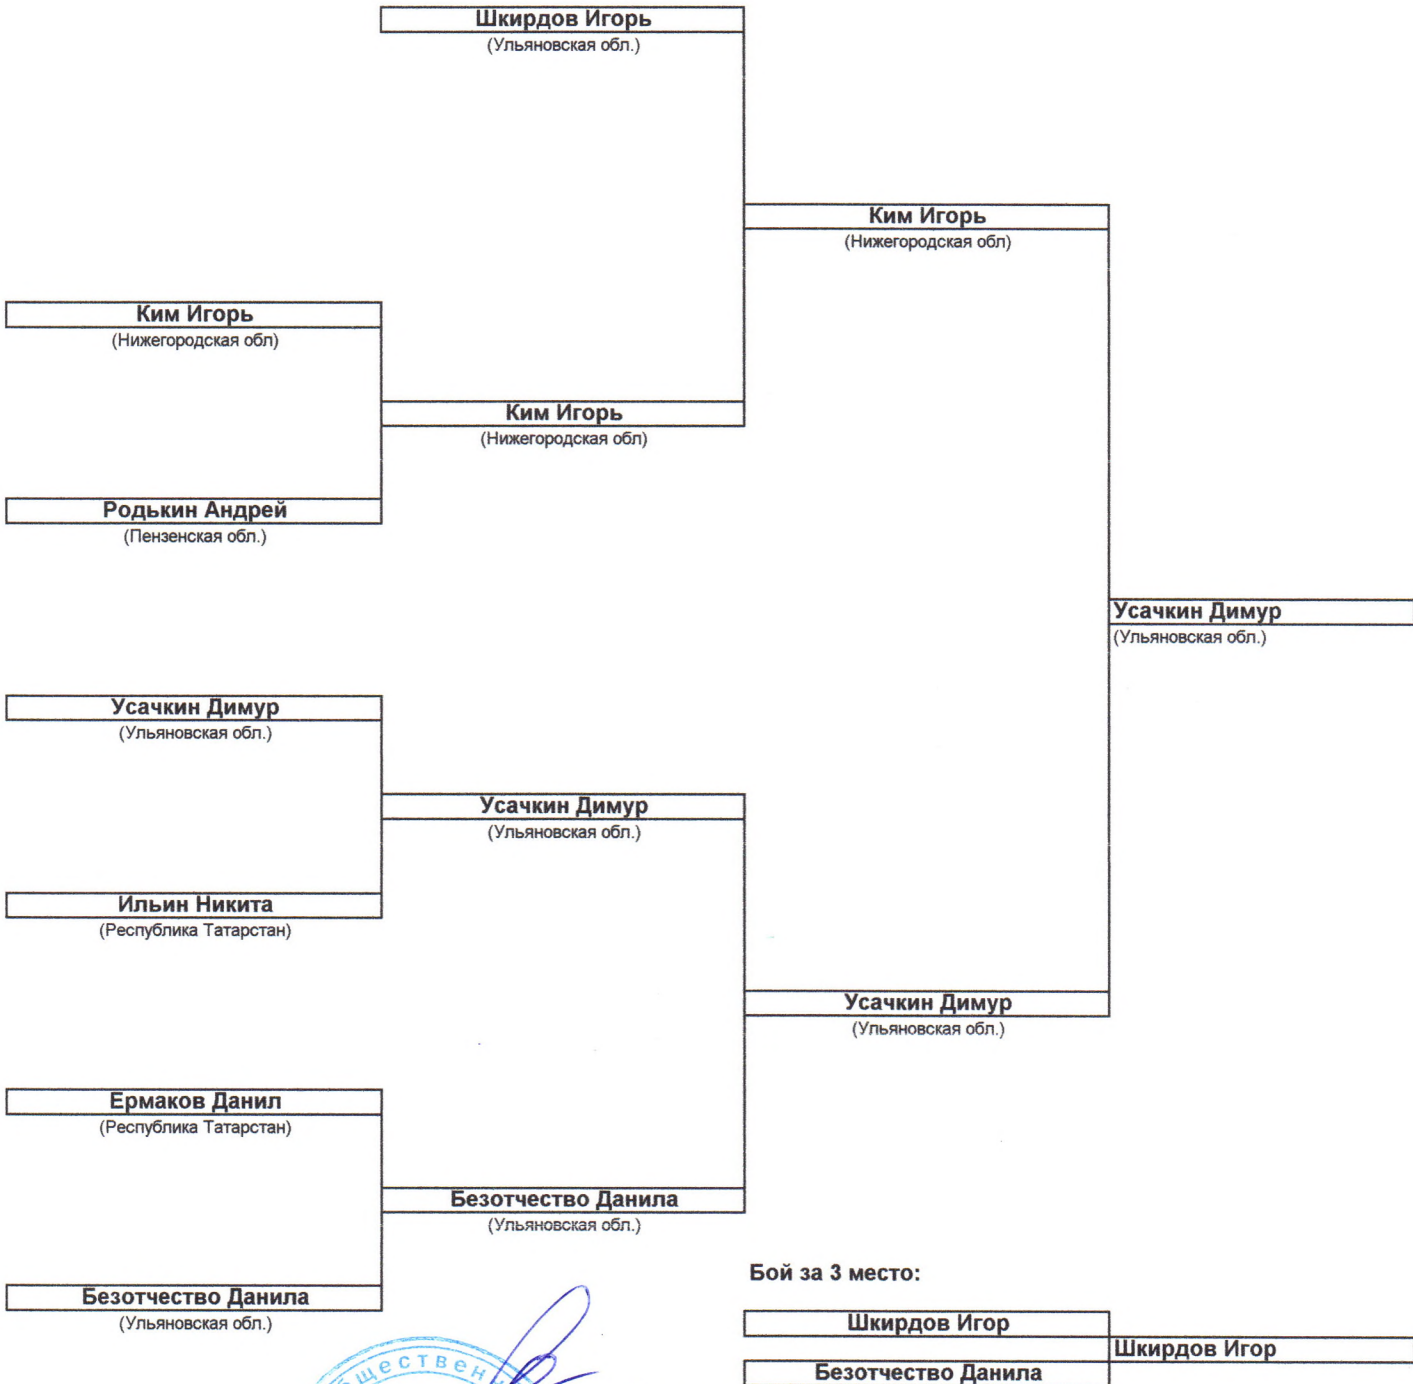 Шкирдов Игорь
(Ульяновская обл.)
Ким Игорь
(Нижегородская обл)
Ким Игорь
(Нижегородская обл)
Ким Игорь
(Нижегородская обл)
Родькин Андрей
(Пензенская обл.)
Усачкин Димур
(Ульяновская обл.)
Усачкин Димур
(Ульяновская обл.)
Усачкин Димур
(Ульяновская обл.)
Ильин Никита
(Республика Татарстан)
Усачкин Димур
(Ульяновская обл.)
Ермаков Данил
(Республика Татарстан)
Безотчество Данила
(Ульяновская обл.)
Безотчество Данила
(Ульяновская обл.)
Бой за 3 место:
Шкирдов Игор
Шкирдов Игор
Безотчество Данила